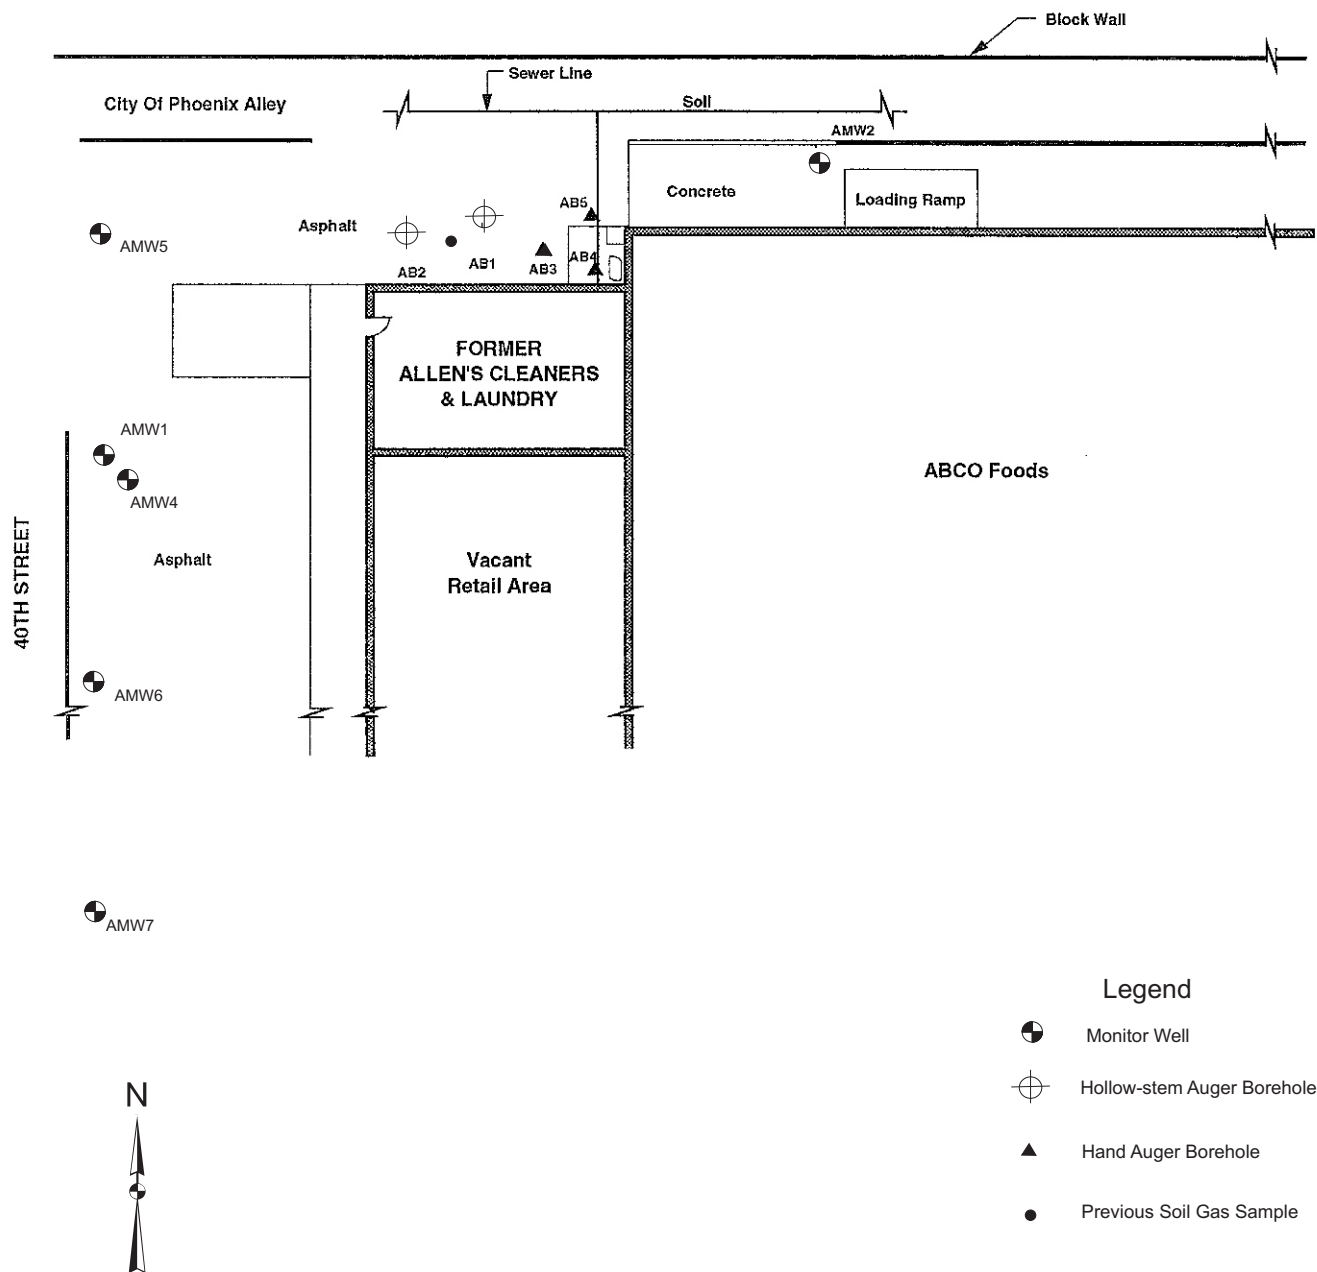 Block Wall
Sewer Line
City Of Phoenix Alley
Soil
AMW2
Concrete
Loading Ramp
AB5
Asphalt
AMW5
AB4
AB1
AB3
AB2
FORMER
ALLEN'S CLEANERS
& LAUNDRY
AMW1
ABCO Foods
AMW4
40TH STREET
Asphalt
Vacant
Retail Area
AMW6
AMW7
Legend
Monitor Well
N
Hollow-stem Auger Borehole
Hand Auger Borehole
Previous Soil Gas Sample